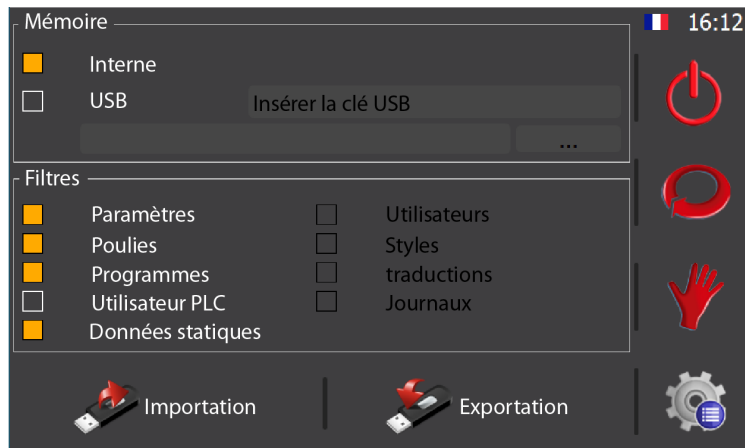 Mémoire
16:12
Interne
USB
Insérer la clé USB
...
Filtres
Paramètres
Utilisateurs
Poulies
Styles
Programmes
traductions
Utilisateur PLC
Journaux
Données statiques
Importation
Exportation